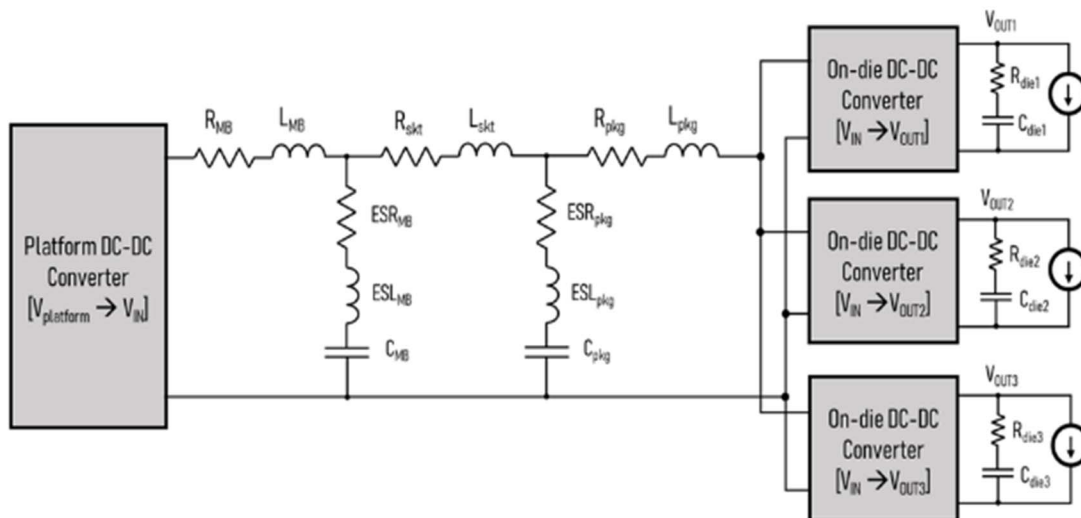 Platform DC-DC
Converter
[V_platform → V_IN]
R_MB
L_MB
R_skt
L_skt
R_pkg
L_pkg
ESR_MB
ESL_MB
C_MB
ESR_pkg
ESL_pkg
C_pkg
On-die DC-DC
Converter
[V_IN → V_OUT1]
V_OUT1
R_die1
C_die1
On-die DC-DC
Converter
[V_IN → V_OUT2]
V_OUT2
R_die2
C_die2
On-die DC-DC
Converter
[V_IN → V_OUT3]
V_OUT3
R_die3
C_die3